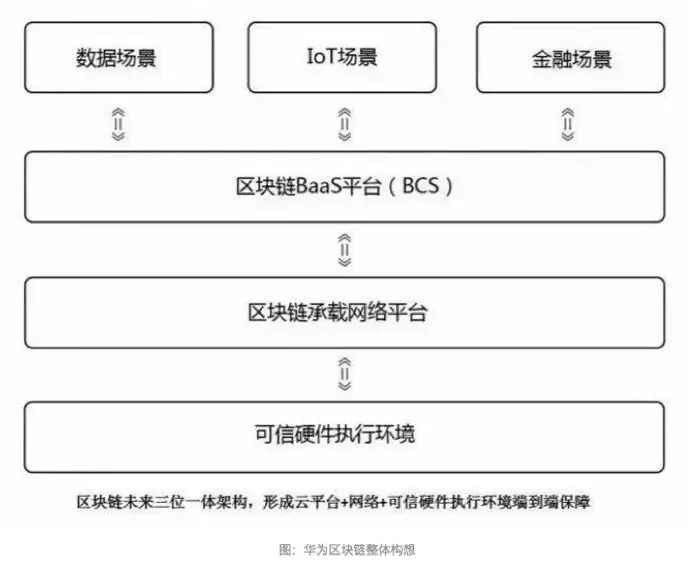 数据场景
IoT场景
金融场景
区块链BaaS平台（BCS）
区块链承载网络平台
可信硬件执行环境
区块链未来三位一体架构，形成云平台+网络+可信硬件执行环境端到端保障
图：华为区块链整体构想